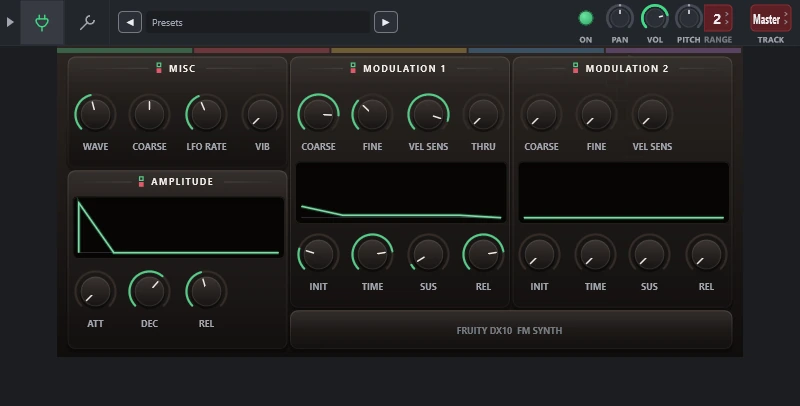 Presets
ON
PAN
VOL
PITCH
2
RANGE
Master
TRACK
MISC
WAVE
COARSE
LFO RATE
VIB
AMPLITUDE
ATT
DEC
REL
MODULATION 1
COARSE
FINE
VEL SENS
THRU
INIT
TIME
SUS
REL
MODULATION 2
COARSE
FINE
VEL SENS
INIT
TIME
SUS
REL
FRUITY DX10 FM SYNTH